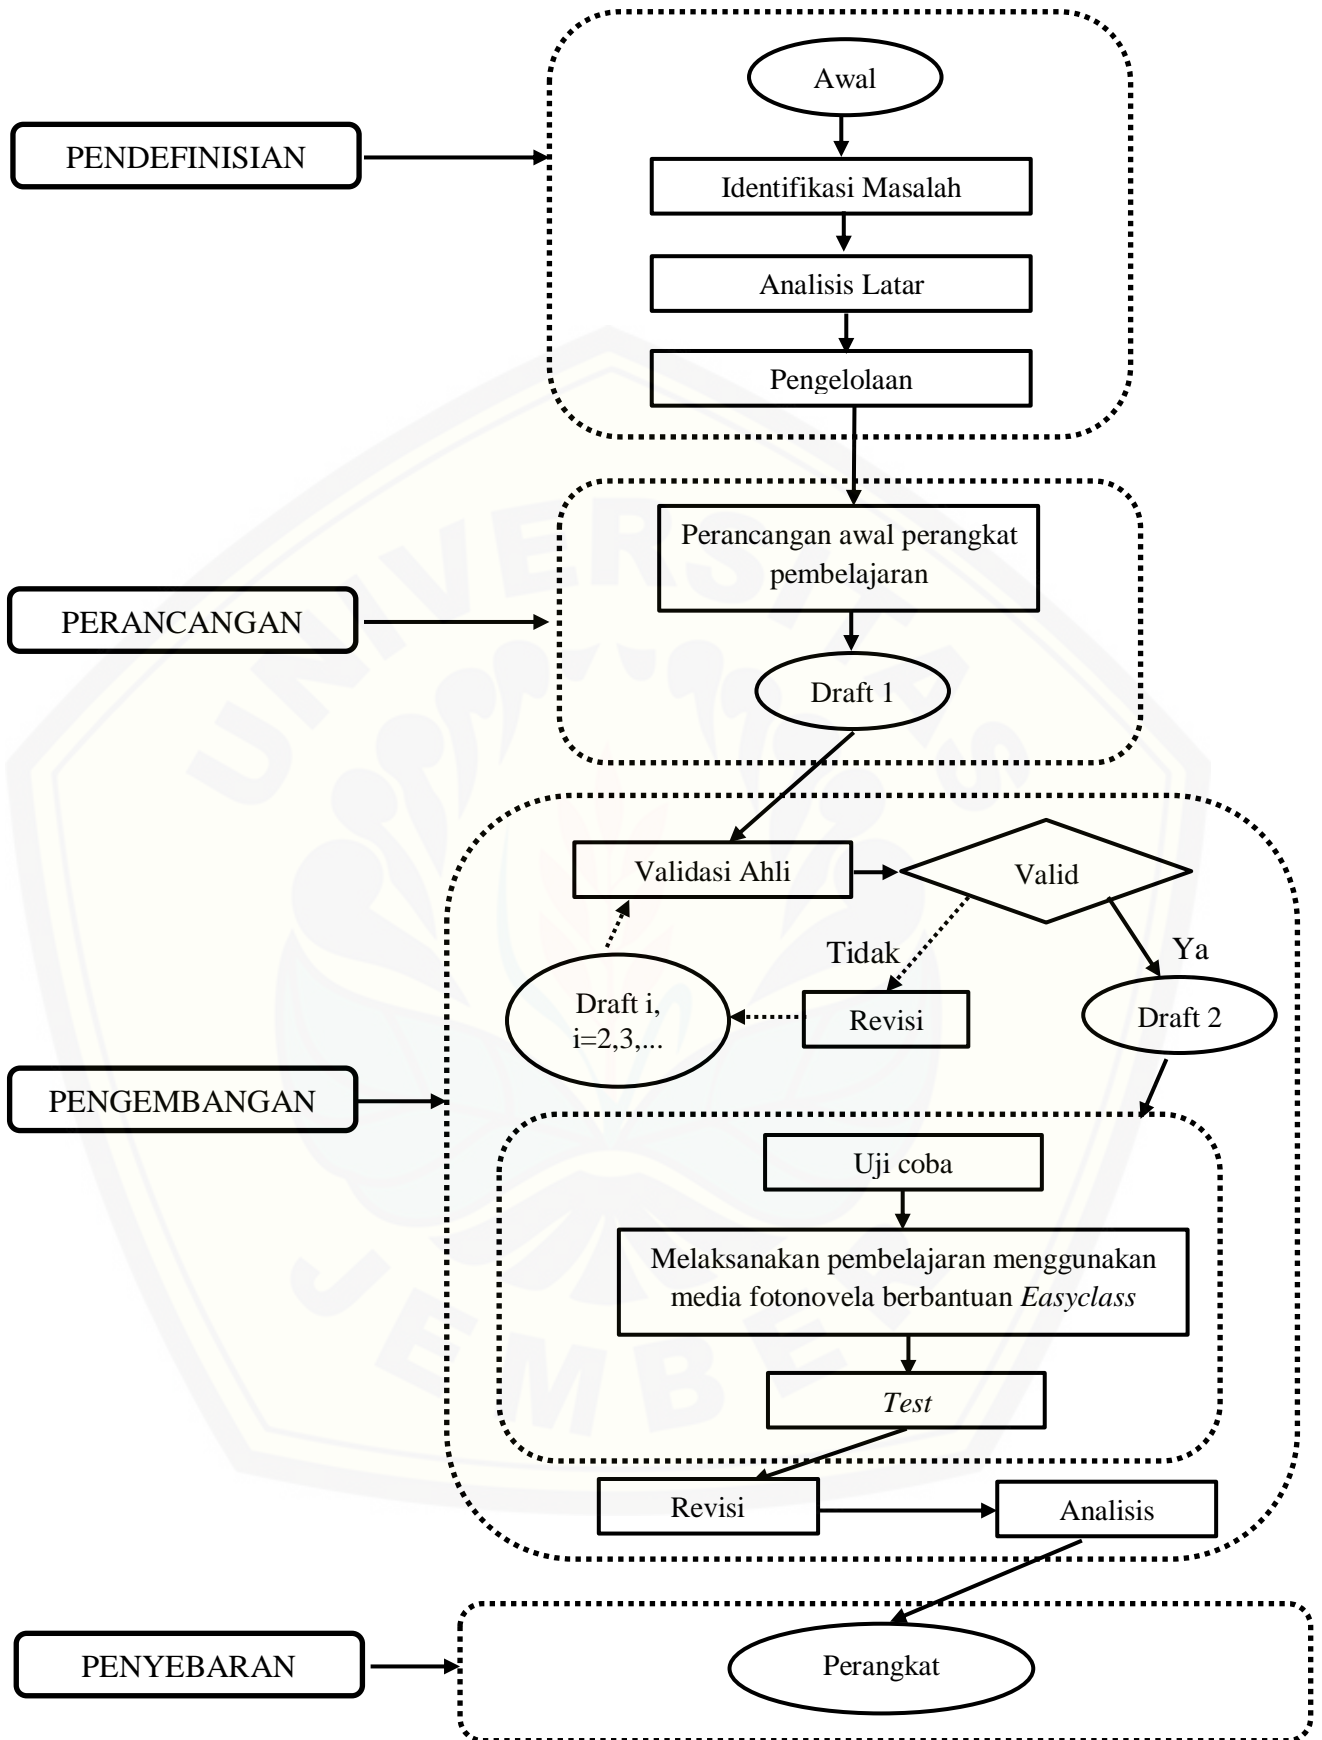 Awal
PENDEFINISIAN
Identifikasi Masalah
Analisis Latar
Pengelolaan
Perancangan awal perangkat
pembelajaran
PERANCANGAN
Draft 1
Validasi Ahli
Valid
Tidak
Ya
Draft i,
i=2,3,...
Revisi
Draft 2
PENGEMBANGAN
Uji coba
Melaksanakan pembelajaran menggunakan
media fotonovela berbantuan Easyclass
Test
Revisi
Analisis
PENYEBARAN
Perangkat
UNIVERSITAS
JEMBER